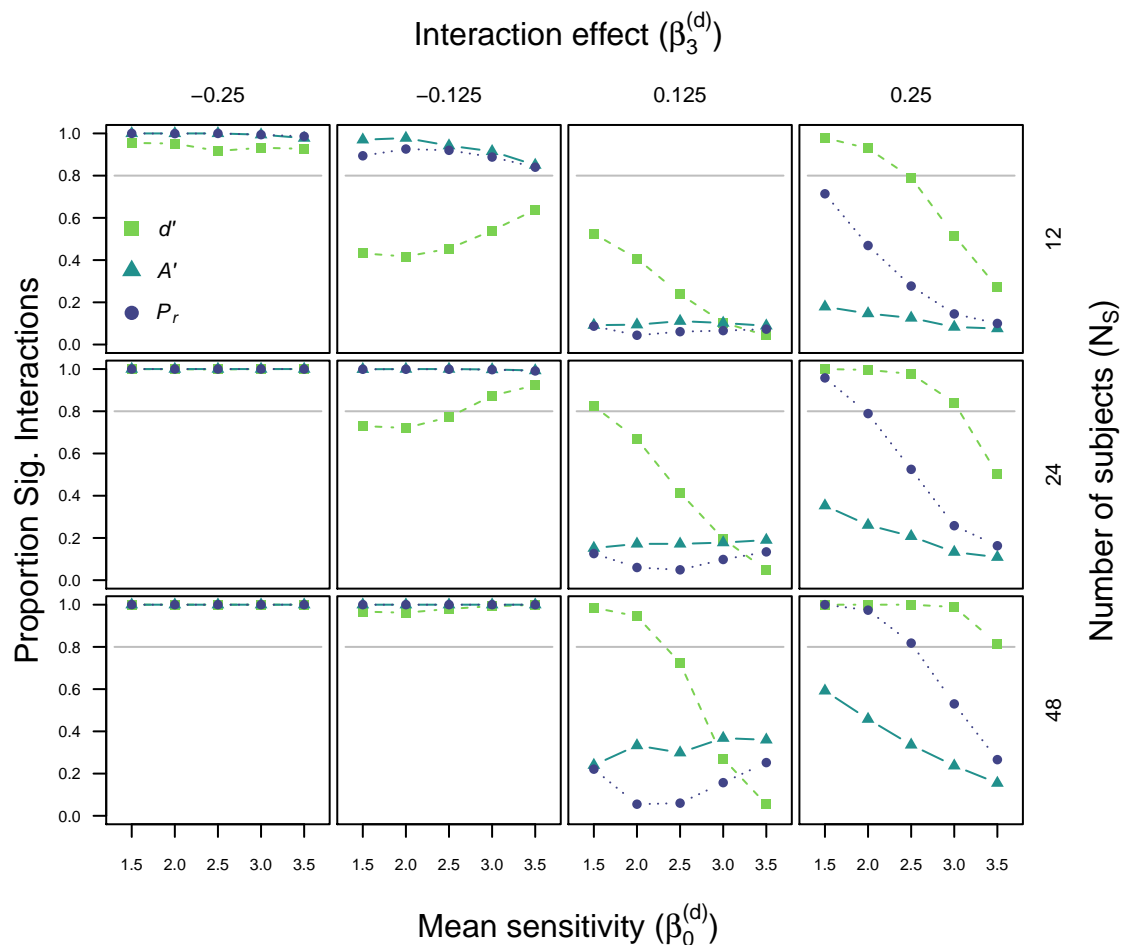 Interaction effect (β₃⁽ᵈ⁾)
−0.25 −0.125 0.125 0.25
Proportion Sig. Interactions
1.0
0.8
0.6
0.4
0.2
0.0
d'
A'
Pᵣ
12
1.0
0.8
0.6
0.4
0.2
0.0
24
1.0
0.8
0.6
0.4
0.2
0.0
48
Number of subjects (Nₛ)
1.5 2.0 2.5 3.0 3.5 1.5 2.0 2.5 3.0 3.5 1.5 2.0 2.5 3.0 3.5 1.5 2.0 2.5 3.0 3.5
Mean sensitivity (β₀⁽ᵈ⁾)